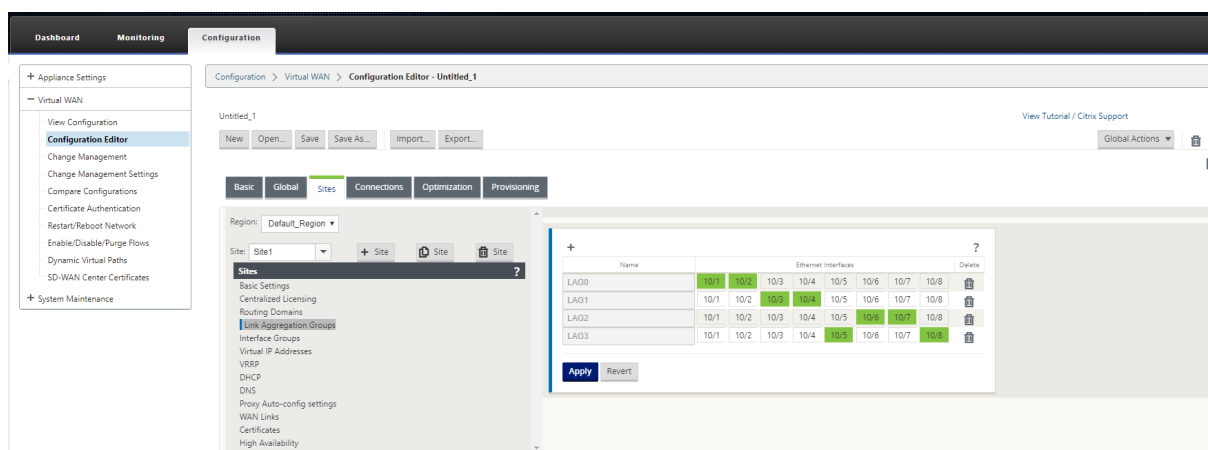 Dashboard Monitoring Configuration
+ Appliance Settings
− Virtual WAN
View Configuration
Configuration Editor
Change Management
Change Management Settings
Compare Configurations
Certificate Authentication
Restart/Reboot Network
Enable/Disable/Purge Flows
Dynamic Virtual Paths
SD-WAN Center Certificates
+ System Maintenance
Configuration > Virtual WAN > Configuration Editor - Untitled_1
Untitled_1 View Tutorial / Citrix Support
New Open... Save Save As... Import... Export... Global Actions
Basic Global Sites Connections Optimization Provisioning
Region: Default_Region
Site: Site1 + Site Site Site
Sites ?
Basic Settings
Centralized Licensing
Routing Domains
Link Aggregation Groups
Interface Groups
Virtual IP Addresses
VRRP
DHCP
DNS
Proxy Auto-config settings
WAN Links
Certificates
High Availability
+ ?
Name Ethernet Interfaces Delete
LAG0 10/1 10/2 10/3 10/4 10/5 10/6 10/7 10/8
LAG1 10/1 10/2 10/3 10/4 10/5 10/6 10/7 10/8
LAG2 10/1 10/2 10/3 10/4 10/5 10/6 10/7 10/8
LAG3 10/1 10/2 10/3 10/4 10/5 10/6 10/7 10/8
Apply Revert